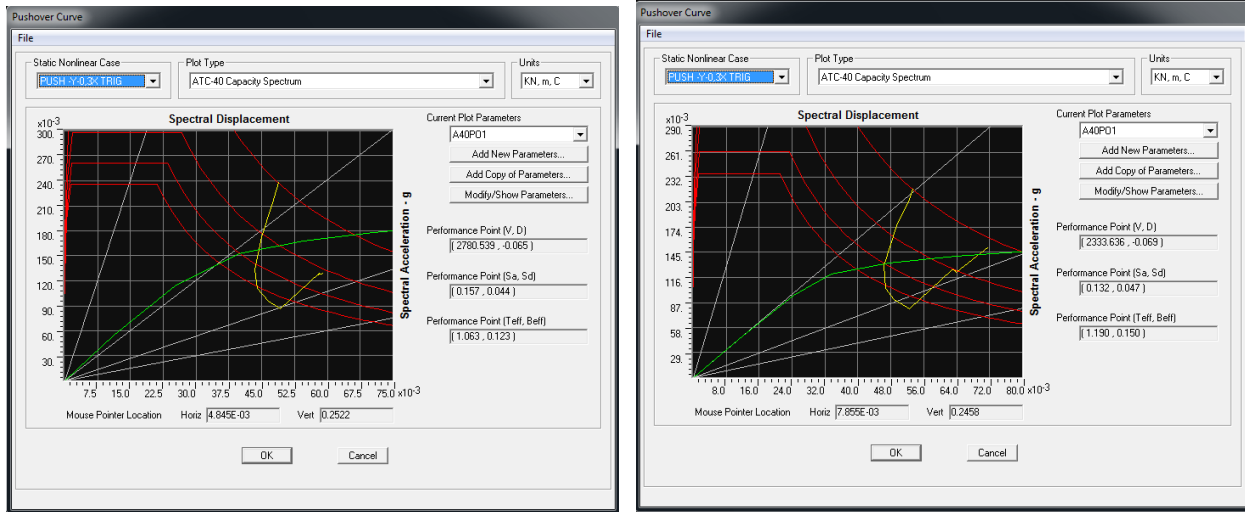 Pushover Curve
File
Static Nonlinear Case
PUSH -Y-0,3X TRIG
Plot Type
ATC-40 Capacity Spectrum
Units
KN, m, C
Spectral Displacement
x10-3
300.
270.
240.
210.
180.
150.
120.
90.
60.
30.
7.5 15.0 22.5 30.0 37.5 45.0 52.5 60.0 67.5 75.0 x10-3
Spectral Acceleration - g
Mouse Pointer Location Horiz 4.845E-03 Vert 0.2522
Current Plot Parameters
A40PO1
Add New Parameters...
Add Copy of Parameters...
Modify/Show Parameters...
Performance Point (V, D)
( 2780.539 , -0.065 )
Performance Point (Sa, Sd)
( 0.157 , 0.044 )
Performance Point (Teff, Beff)
( 1.063 , 0.123 )
OK Cancel
Pushover Curve
File
Static Nonlinear Case
PUSH -Y-0,3X TRIG
Plot Type
ATC-40 Capacity Spectrum
Units
KN, m, C
Spectral Displacement
x10-3
290.
261.
232.
203.
174.
145.
116.
87.
58.
29.
8.0 16.0 24.0 32.0 40.0 48.0 56.0 64.0 72.0 80.0 x10-3
Spectral Acceleration - g
Mouse Pointer Location Horiz 7.855E-03 Vert 0.2458
Current Plot Parameters
A40PO1
Add New Parameters...
Add Copy of Parameters...
Modify/Show Parameters...
Performance Point (V, D)
( 2333.636 , -0.069 )
Performance Point (Sa, Sd)
( 0.132 , 0.047 )
Performance Point (Teff, Beff)
( 1.190 , 0.150 )
OK Cancel